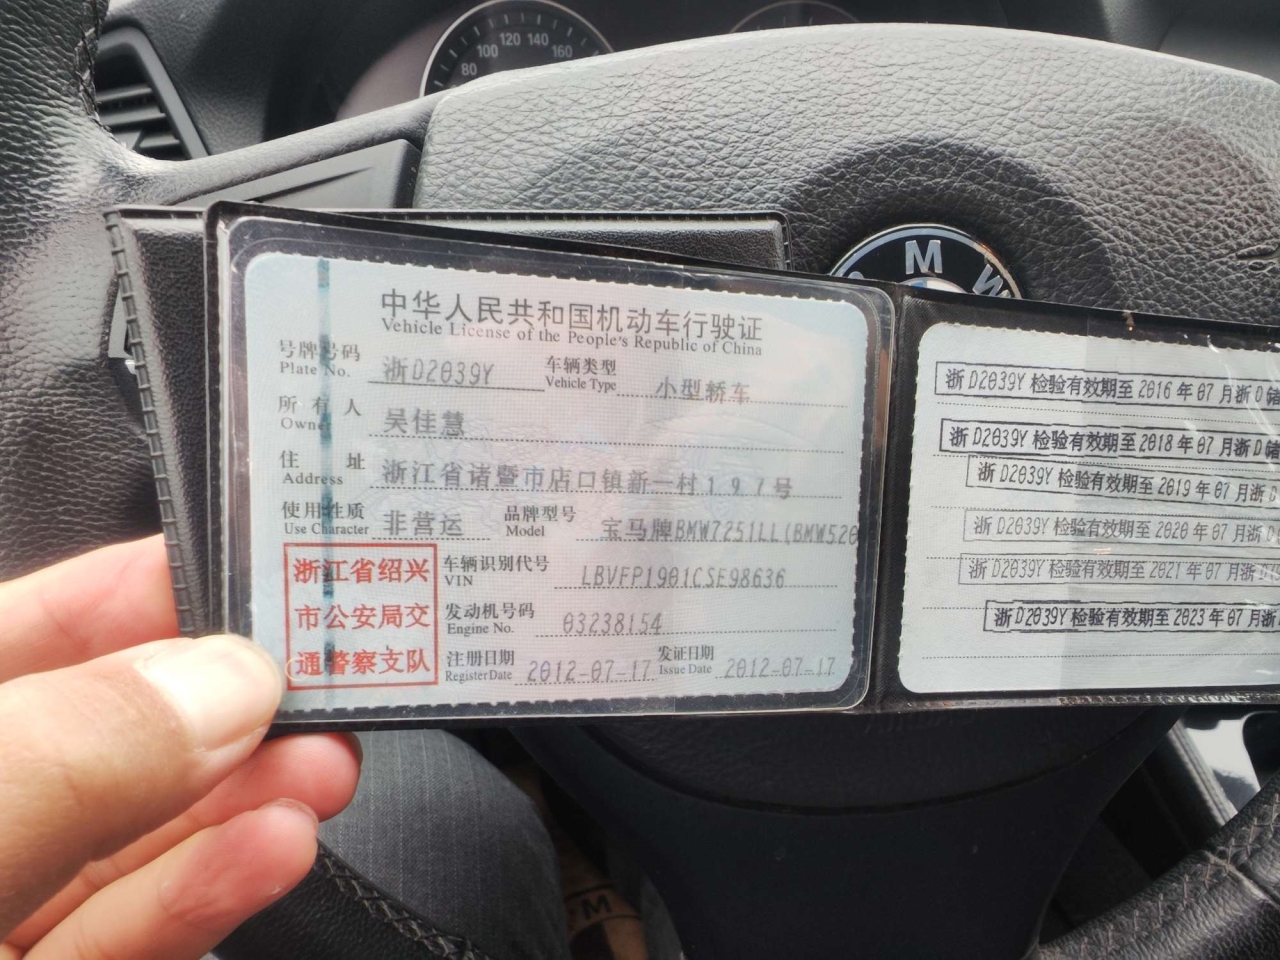 80 100 120 140 160
M W
中华人民共和国机动车行驶证
Vehicle License of the People's Republic of China
号牌号码 浙D2039Y 车辆类型 小型轿车
Plate No. Vehicle Type
所有人 吴佳慧
Owner
住址 浙江省诸暨市店口镇新一村197号
Address
使用性质 非营运 品牌型号 宝马牌BMW7251LL(BMW520
Use Character Model
浙江省绍兴
市公安局交
通警察支队
车辆识别代号 LBVFP1901CSE98636
VIN
发动机号码 03238154
Engine No.
注册日期 2012-07-17 发证日期 2012-07-17
Register Date Issue Date
浙D2039Y检验有效期至2016年07月浙D储
浙D2039Y检验有效期至2018年07月浙D储
浙D2039Y检验有效期至2019年07月浙D
浙D2039Y检验有效期至2020年07月浙
浙D2039Y检验有效期至2021年07月浙D
浙D2039Y检验有效期至2023年07月浙
M